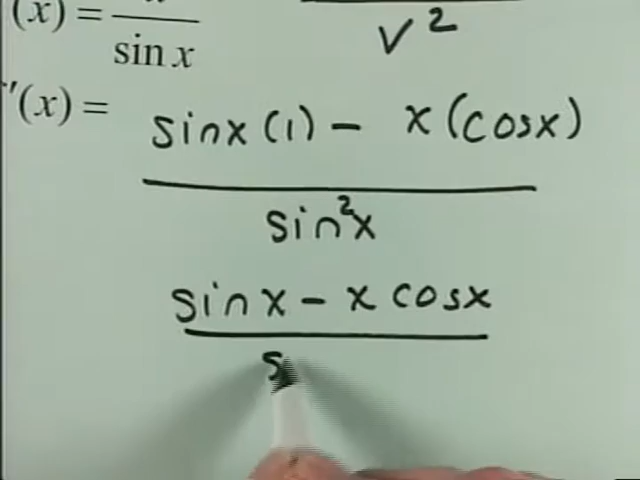 (x) =
sin x
v²
'(x) =
sinx (1) − x (cosx)
sin²x
sinx − x cosx
s